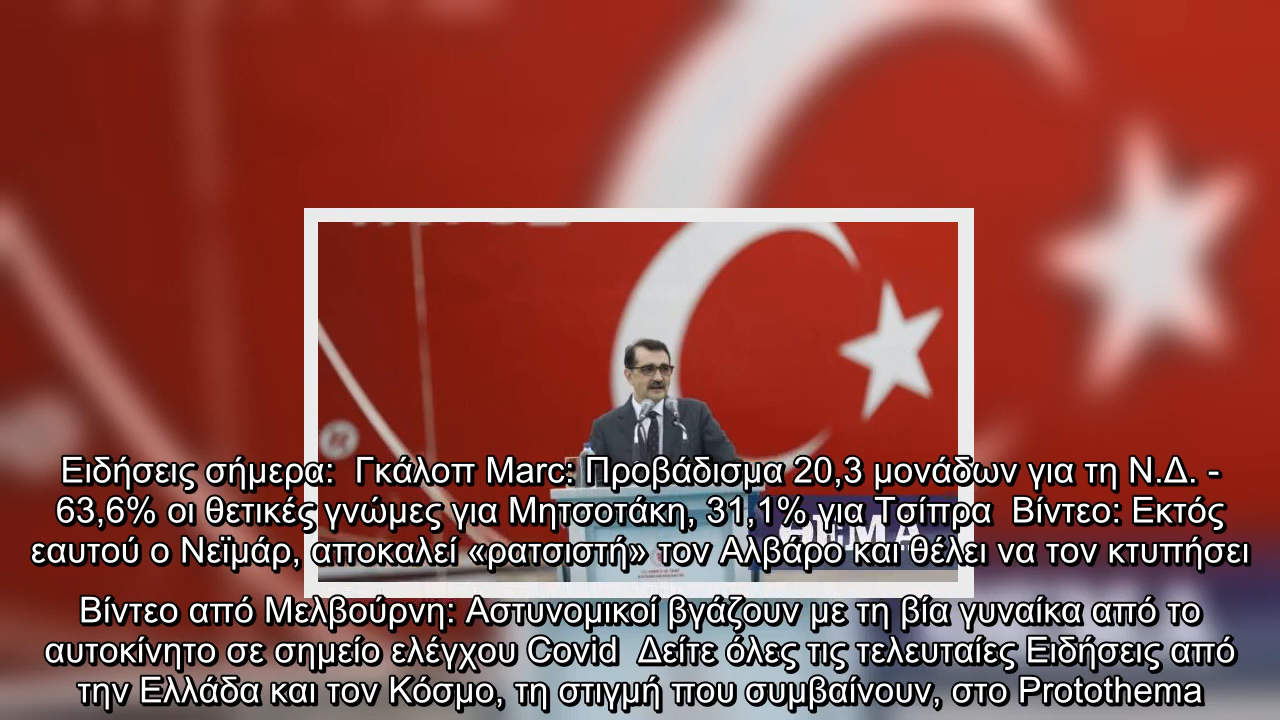 Ειδήσεις σήμερα: Γκάλοπ Marc: Προβάδισμα 20,3 μονάδων για τη Ν.Δ. -
63,6% οι θετικές γνώμες για Μητσοτάκη, 31,1% για Τσίπρα Βίντεο: Εκτός
εαυτού ο Νεϊμάρ, αποκαλεί «ρατσιστή» τον Αλβάρο και θέλει να τον κτυπήσει
Βίντεο από Μελβούρνη: Αστυνομικοί βγάζουν με τη βία γυναίκα από το
αυτοκίνητο σε σημείο ελέγχου Covid Δείτε όλες τις τελευταίες Ειδήσεις από
την Ελλάδα και τον Κόσμο, τη στιγμή που συμβαίνουν, στο Protothema